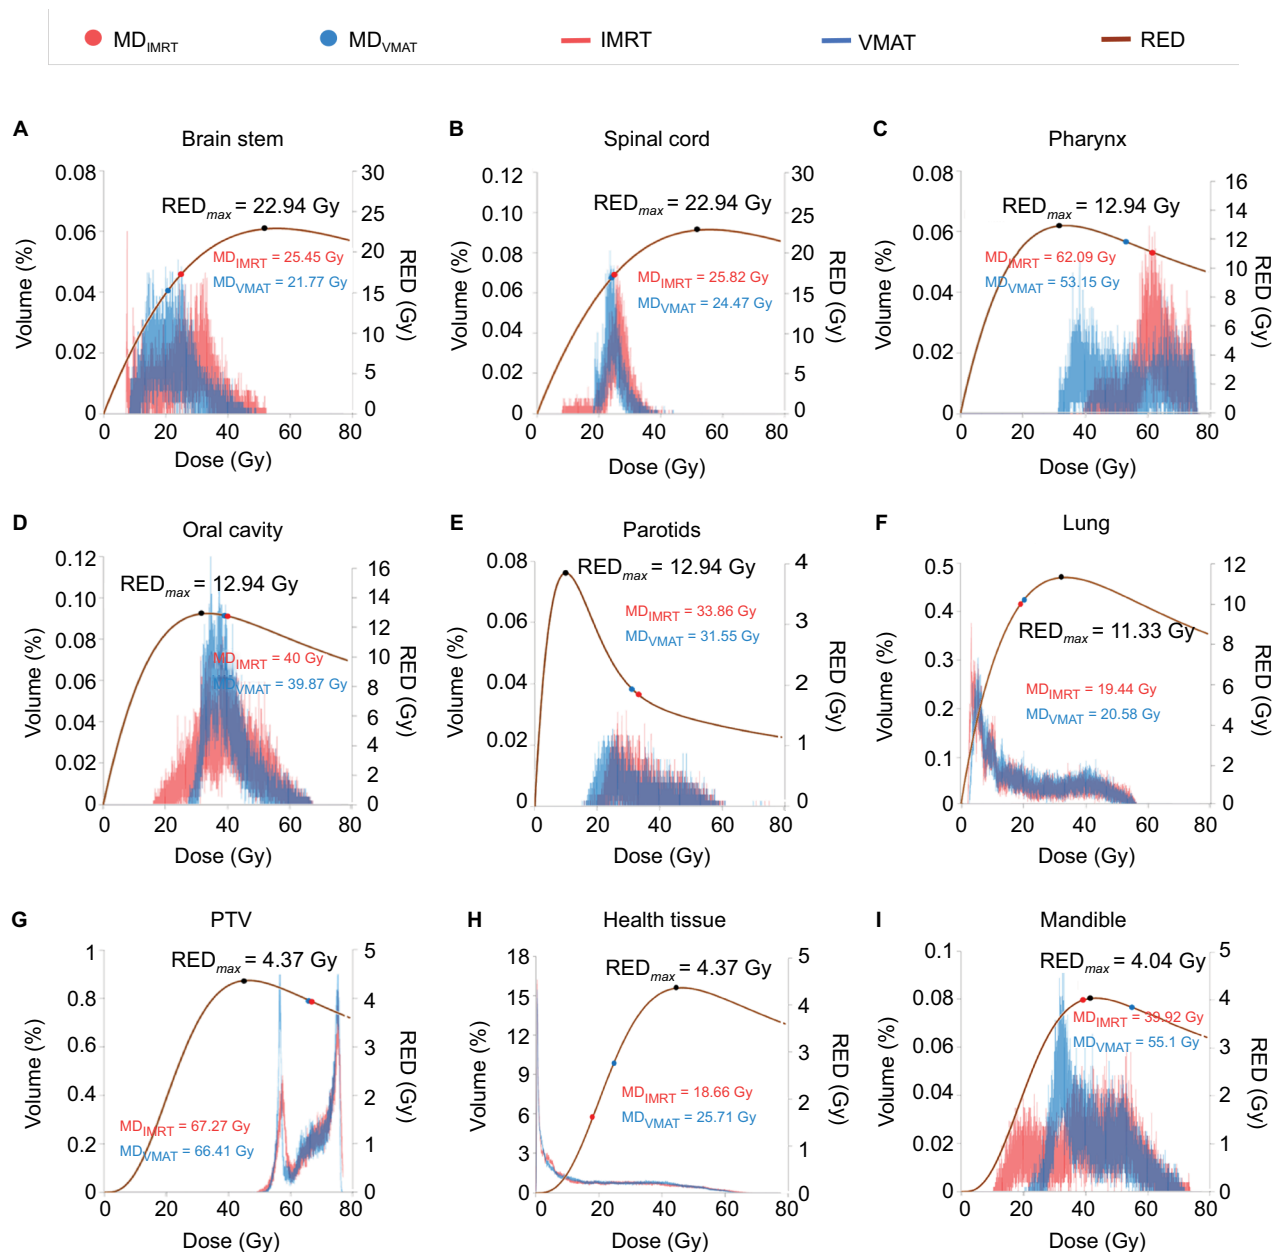 MDIMRT MDVMAT IMRT VMAT RED
A Brain stem
0.08 0.06 0.04 0.02 0
30 25 20 15 10 5 0
REDmax = 22.94 Gy
MDIMRT = 25.45 Gy
MDVMAT = 21.77 Gy
Volume (%)
RED (Gy)
0 20 40 60 80
Dose (Gy)
B Spinal cord
0.12 0.10 0.08 0.06 0.04 0.02 0
30 25 20 15 10 5 0
REDmax = 22.94 Gy
MDIMRT = 25.82 Gy
MDVMAT = 24.47 Gy
Volume (%)
RED (Gy)
0 20 40 60 80
Dose (Gy)
C Pharynx
0.08 0.06 0.04 0.02 0
16 14 12 10 8 6 4 2 0
REDmax = 12.94 Gy
MDIMRT = 62.09 Gy
MDVMAT = 53.15 Gy
Volume (%)
RED (Gy)
0 20 40 60 80
Dose (Gy)
D Oral cavity
0.12 0.10 0.08 0.06 0.04 0.02 0
16 14 12 10 8 6 4 2 0
REDmax = 12.94 Gy
MDIMRT = 40 Gy
MDVMAT = 39.87 Gy
Volume (%)
RED (Gy)
0 20 40 60 80
Dose (Gy)
E Parotids
0.08 0.06 0.04 0.02 0
4 3 2 1 0
REDmax = 12.94 Gy
MDIMRT = 33.86 Gy
MDVMAT = 31.55 Gy
Volume (%)
RED (Gy)
0 20 40 60 80
Dose (Gy)
F Lung
0.5 0.4 0.3 0.2 0.1 0
12 10 8 6 4 2 0
REDmax = 11.33 Gy
MDIMRT = 19.44 Gy
MDVMAT = 20.58 Gy
Volume (%)
RED (Gy)
0 20 40 60 80
Dose (Gy)
G PTV
1 0.8 0.6 0.4 0.2 0
5 4 3 2 1 0
REDmax = 4.37 Gy
MDIMRT = 67.27 Gy
MDVMAT = 66.41 Gy
Volume (%)
RED (Gy)
0 20 40 60 80
Dose (Gy)
H Health tissue
18 15 12 9 6 3 0
5 4 3 2 1 0
REDmax = 4.37 Gy
MDIMRT = 18.66 Gy
MDVMAT = 25.71 Gy
Volume (%)
RED (Gy)
0 20 40 60 80
Dose (Gy)
I Mandible
0.1 0.08 0.06 0.04 0.02 0
5 4 3 2 1 0
REDmax = 4.04 Gy
MDIMRT = 39.92 Gy
MDVMAT = 55.1 Gy
Volume (%)
RED (Gy)
0 20 40 60 80
Dose (Gy)